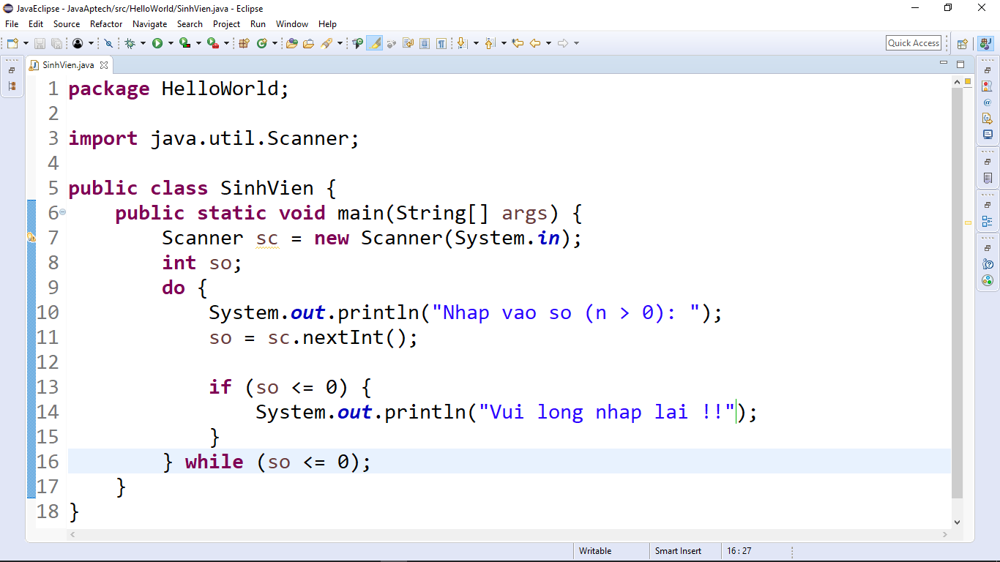 JavaEclipse - JavaAptech/src/HelloWorld/SinhVien.java - Eclipse
File Edit Source Refactor Navigate Search Project Run Window Help
Quick Access
SinhVien.java
1 package HelloWorld;
2
3 import java.util.Scanner;
4
5 public class SinhVien {
6 public static void main(String[] args) {
7 Scanner sc = new Scanner(System.in);
8 int so;
9 do {
10 System.out.println("Nhap vao so (n > 0): ");
11 so = sc.nextInt();
12
13 if (so <= 0) {
14 System.out.println("Vui long nhap lai !!");
15 }
16 } while (so <= 0);
17 }
18 }
Writable Smart Insert 16 : 27